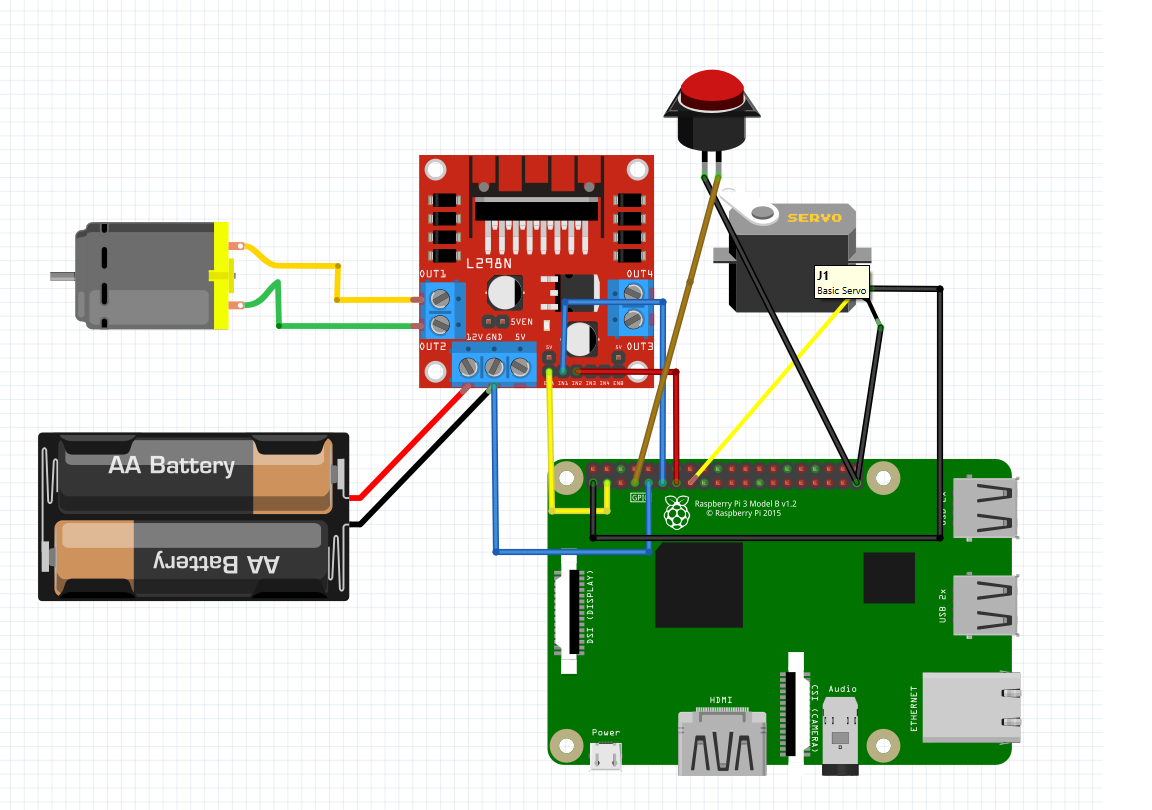 SERVO
J1
Basic Servo
L298N
OUT1
OUT4
5VEN
12V GND 5V
OUT2
OUT3
5V
5V
ENA IN1 IN2 IN3 IN4 ENB
AA Battery
AA Battery
GPIO
Raspberry Pi 3 Model B v1.2
© Raspberry Pi 2015
USB 2x
DSI (DISPLAY)
USB 2x
CSI (CAMERA)
Audio
ETHERNET
HDMI
Power